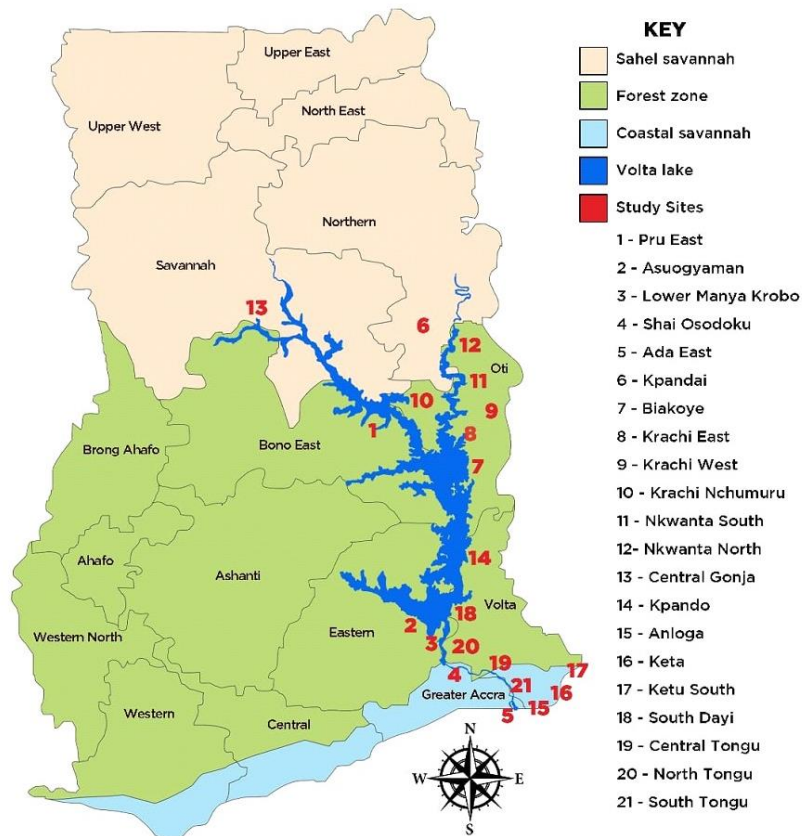 KEY
Sahel savannah
Forest zone
Coastal savannah
Volta lake
Study Sites
1 - Pru East
2 - Asuogyaman
3 - Lower Manya Krobo
4 - Shai Osodoku
5 - Ada East
6 - Kpandai
7 - Biakoye
8 - Krachi East
9 - Krachi West
10 - Krachi Nchumuru
11 - Nkwanta South
12- Nkwanta North
13 - Central Gonja
14 - Kpando
15 - Anloga
16 - Keta
17 - Ketu South
18 - South Dayi
19 - Central Tongu
20 - North Tongu
21 - South Tongu
Upper East
North East
Upper West
Northern
Savannah
13
6
12
Oti
11
10
9
1
8
Bono East
Brong Ahafo
7
14
Ahafo
Ashanti
Volta
18
2
Eastern
Western North
3
20
19
17
4
21
16
Greater Accra
15
5
Western
Central
N
W
E
S